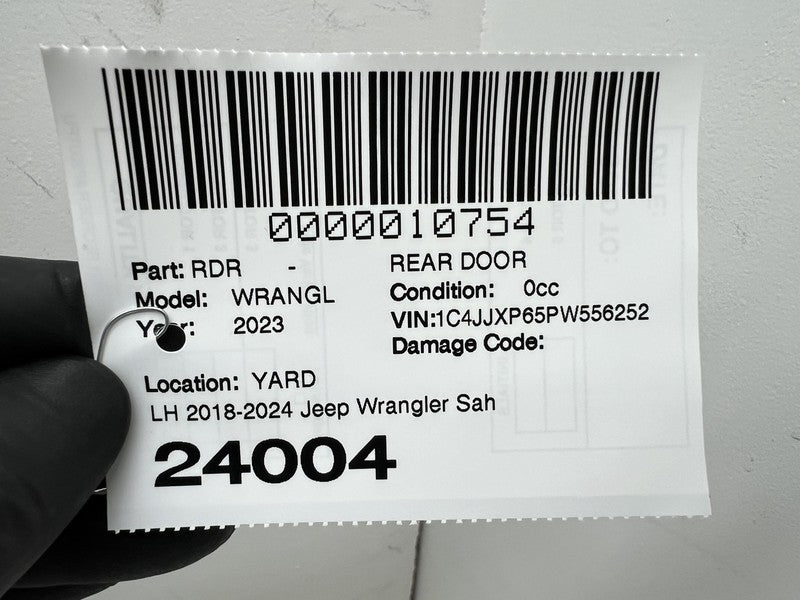 0000010754
Part: RDR - REAR DOOR
Model: WRANGL Condition: 0cc
Year: 2023 VIN:1C4JJXP65PW556252
Damage Code:
Location: YARD
LH 2018-2024 Jeep Wrangler Sah
24004